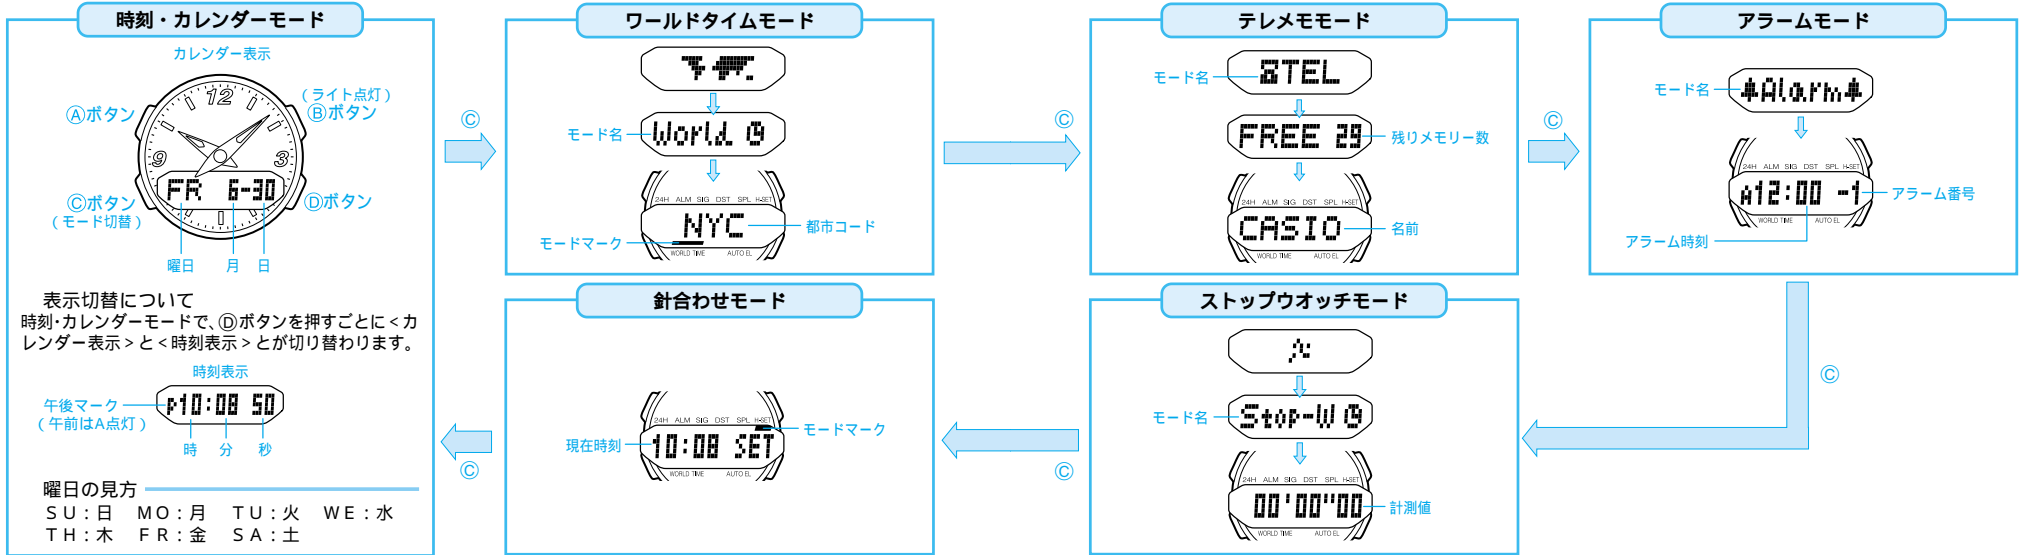 時刻・カレンダーモード
カレンダー表示
Ⓐボタン
(ライト点灯)
Ⓑボタン
12
9
3
FR 6-30
Ⓒボタン
(モード切替)
Ⓓボタン
曜日 月 日
表示切替について
時刻・カレンダーモードで、Ⓓボタンを押すごとに<カ
レンダー表示>と<時刻表示>とが切り替わります。
時刻表示
午後マーク
(午前はA点灯)
P10:08 50
時 分 秒
曜日の見方
SU:日 MO:月 TU:火 WE:水
TH:木 FR:金 SA:土
Ⓒ
ワールドタイムモード
モード名
World
24H ALM SIG DST SPL H-SET
NYC
都市コード
モードマーク
WORLD TIME AUTO EL
Ⓒ
テレメモモード
モード名
TEL
FREE 29
残りメモリー数
24H ALM SIG DST SPL H-SET
CASIO
名前
WORLD TIME AUTO EL
Ⓒ
アラームモード
モード名
Alarm
24H ALM SIG DST SPL H-SET
A12:00 -1
アラーム番号
WORLD TIME AUTO EL
アラーム時刻
Ⓒ
ストップウオッチモード
モード名
Stop-W
24H ALM SIG DST SPL H-SET
00'00"00
計測値
WORLD TIME AUTO EL
Ⓒ
針合わせモード
24H ALM SIG DST SPL H-SET
モードマーク
現在時刻
10:08 SET
WORLD TIME AUTO EL
Ⓒ